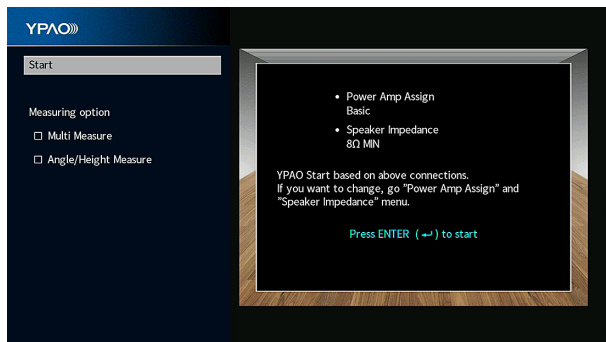 YPAO
Start
Measuring option
Multi Measure
Angle/Height Measure
• Power Amp Assign
Basic
• Speaker Impedance
8Ω MIN
YPAO Start based on above connections.
If you want to change, go ”Power Amp Assign” and
”Speaker Impedance” menu.
Press ENTER (↵) to start